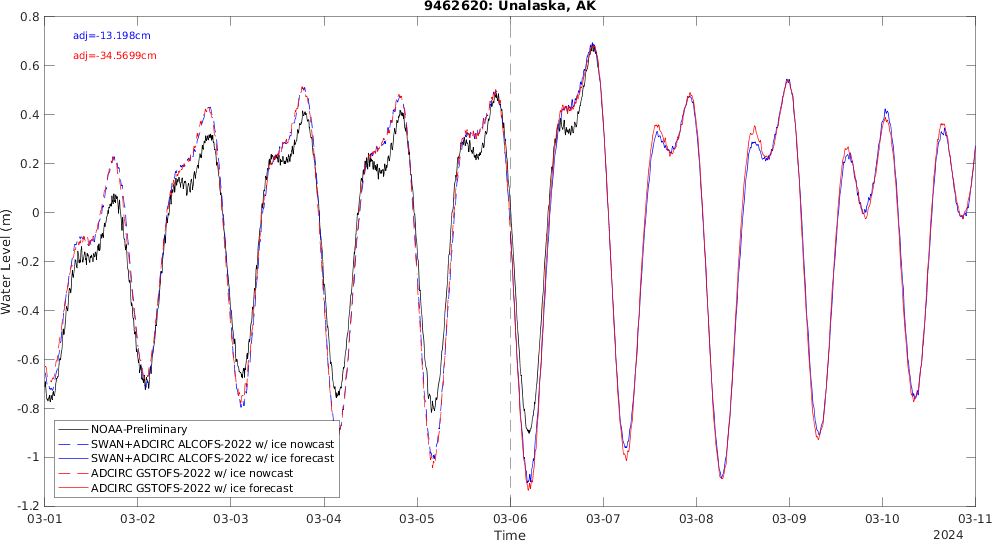 9462620: Unalaska, AK
adj=-13.198cm
adj=-34.5699cm
Water Level (m)
0.8
0.6
0.4
0.2
0
-0.2
-0.4
-0.6
-0.8
-1
-1.2
NOAA-Preliminary
SWAN+ADCIRC ALCOFS-2022 w/ ice nowcast
SWAN+ADCIRC ALCOFS-2022 w/ ice forecast
ADCIRC GSTOFS-2022 w/ ice nowcast
ADCIRC GSTOFS-2022 w/ ice forecast
03-01 03-02 03-03 03-04 03-05 03-06 03-07 03-08 03-09 03-10 03-11
Time
2024